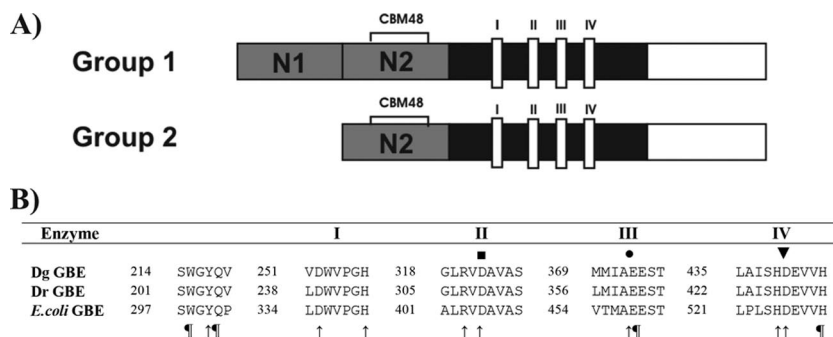 A)
CBM48
I II III IV
Group 1 N1 N2
CBM48
I II III IV
Group 2 N2
B)
Enzyme I II III IV
■ ● ▼
Dg GBE 214 SWGYQV 251 VDWVPGH 318 GLRVDAVAS 369 MMIAEEST 435 LAISHDEVVH
Dr GBE 201 SWGYQV 238 LDWVPGH 305 GLRVDAVAS 356 LMIAEEST 422 LAISHDEVVH
E.coli GBE 297 SWGYQP 334 LDWVPGH 401 ALRVDAVAS 454 VTMAEEST 521 LPLSHDEVVH
¶ ↑¶ ↑ ↑ ↑ ↑ ↑¶ ↑↑ ¶